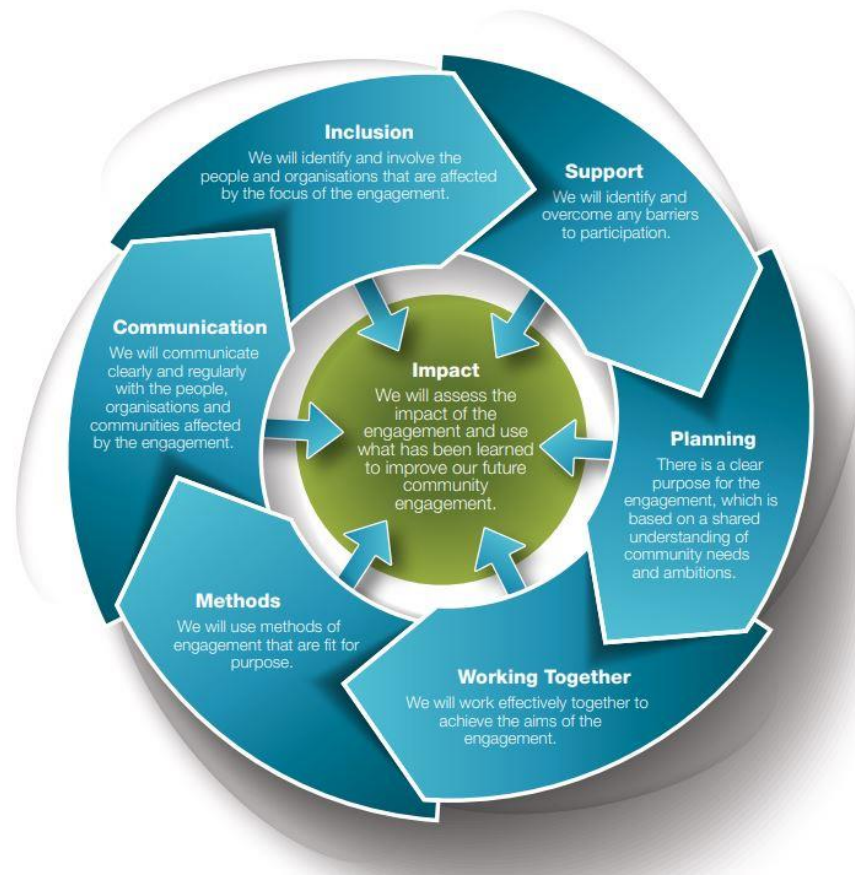 Inclusion
We will identify and involve the
people and organisations that are affected
by the focus of the engagement.
Support
We will identify and
overcome any barriers
to participation.
Planning
There is a clear
purpose for the
engagement, which is
based on a shared
understanding of
community needs
and ambitions.
Working Together
We will work effectively together to
achieve the aims of the
engagement.
Methods
We will use methods of
engagement that are fit for
purpose.
Communication
We will communicate
clearly and regularly
with the people,
organisations and
communities affected
by the engagement.
Impact
We will assess the
impact of the
engagement and use
what has been learned
to improve our future
community
engagement.